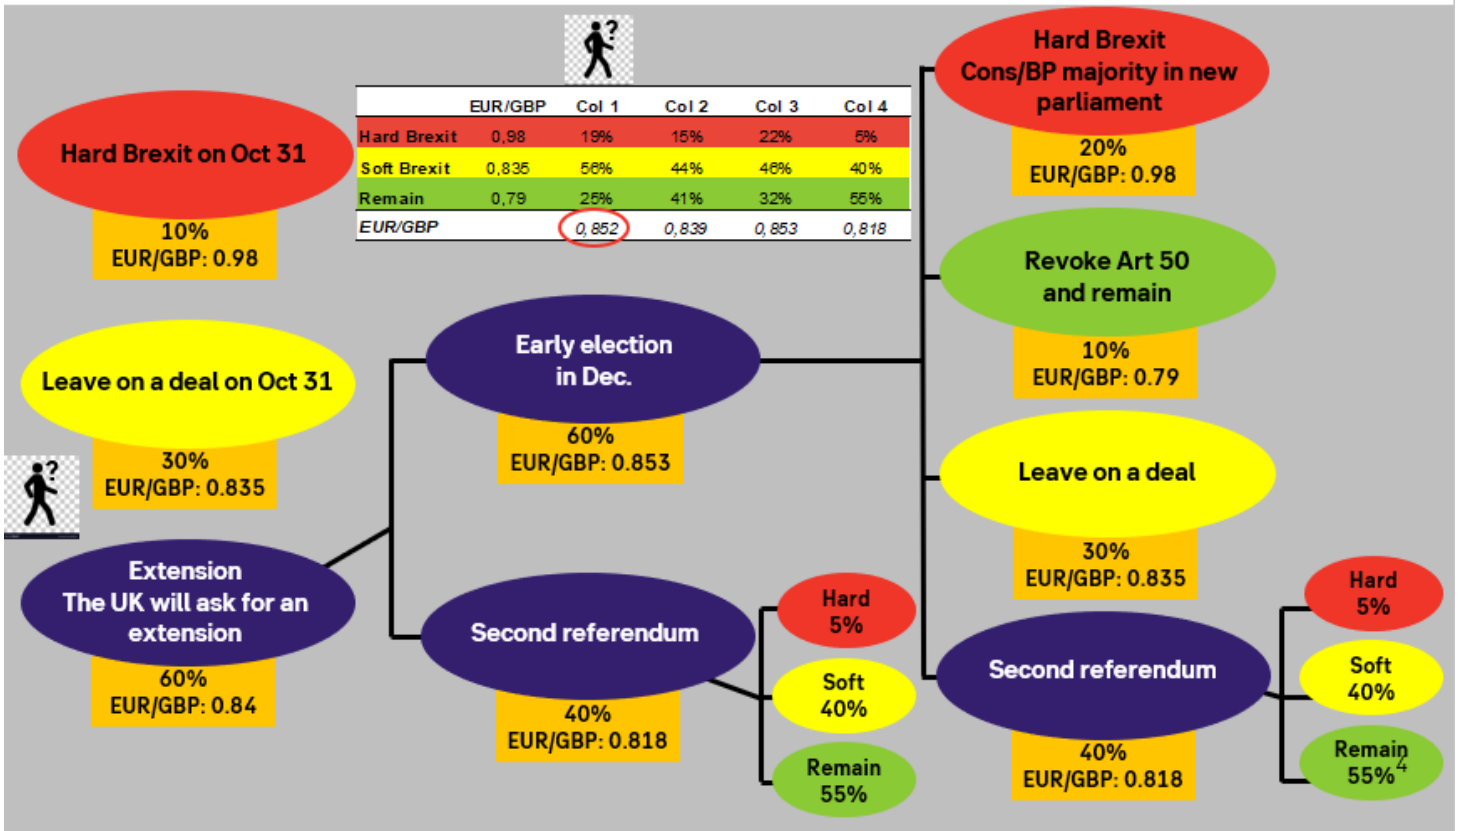 ?
EUR/GBP Col 1 Col 2 Col 3 Col 4
Hard Brexit 0,98 19% 15% 22% 5%
Soft Brexit 0,835 56% 44% 46% 40%
Remain 0,79 25% 41% 32% 55%
EUR/GBP 0,852 0,839 0,853 0,818
Hard Brexit on Oct 31
10%
EUR/GBP: 0.98
Leave on a deal on Oct 31
30%
EUR/GBP: 0.835
?
Extension
The UK will ask for an
extension
60%
EUR/GBP: 0.84
Early election
in Dec.
60%
EUR/GBP: 0.853
Second referendum
40%
EUR/GBP: 0.818
Hard
5%
Soft
40%
Remain
55%
Hard Brexit
Cons/BP majority in new
parliament
20%
EUR/GBP: 0.98
Revoke Art 50
and remain
10%
EUR/GBP: 0.79
Leave on a deal
30%
EUR/GBP: 0.835
Second referendum
40%
EUR/GBP: 0.818
Hard
5%
Soft
40%
Remain
55%
4